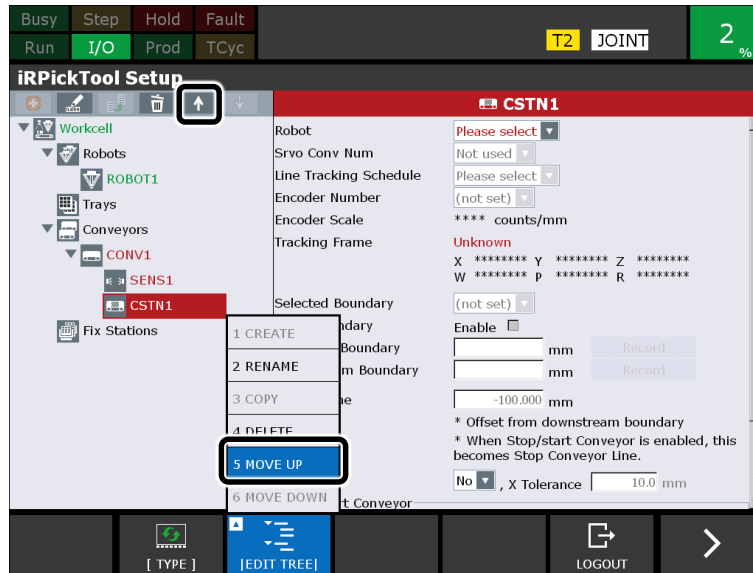 Busy Step Hold Fault
Run I/O Prod TCyc
T2 JOINT
2 %
iRPickTool Setup
CSTN1
Workcell
Robots
ROBOT1
Trays
Conveyors
CONV1
SENS1
CSTN1
Fix Stations
Robot Please select
Srvo Conv Num Not used
Line Tracking Schedule Please select
Encoder Number (not set)
Encoder Scale **** counts/mm
Tracking Frame Unknown
X ******** Y ******** Z ********
W ******** P ******** R ********
Selected Boundary (not set)
ndary Enable
Boundary mm Record
m Boundary mm Record
ne -100.000 mm
* Offset from downstream boundary
* When Stop/start Conveyor is enabled, this
becomes Stop Conveyor Line.
No , X Tolerance 10.0 mm
t Conveyor
1 CREATE
2 RENAME
3 COPY
4 DELETE
5 MOVE UP
6 MOVE DOWN
[ TYPE ] |EDIT TREE| LOGOUT >